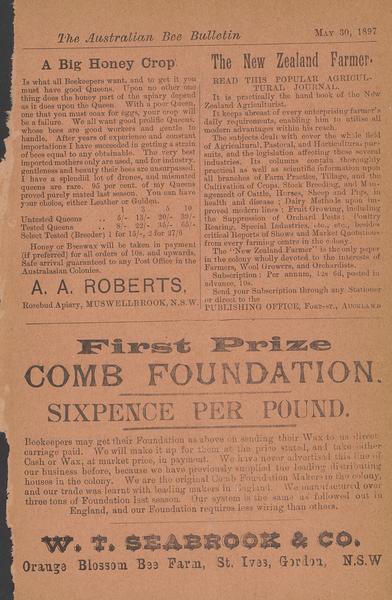 The Australian Bee Bulletin MAY 30, 1897
A Big Honey Crop
Is what all Beekeepers want, and to get it you
must have good Queens. Upon no other one
thing does the honey part of the apiary depend
as it does upon the Queen. With a poor Queen,
one that you must coax for eggs, your crop will
be a failure. We all want good prolific Queens,
whose bees are good workers and gentle to
handle. After years of experience and constant
importations I have succeeded in getting a strain
of bees equal to any obtainable. The very best
imported mothers only are used, and for industry,
gentleness and beauty their bees are unsurpassed.
I have a splendid lot of drones, and mismated
queens are rare. 95 per cent. of my Queens
proved purely mated last season. You can have
your choice, either Leather or Golden.
1 3 5 10
Untested Queens .. 5/- 13/- 20/- 39/-
Tested Queens .. 8/- 22/- 35/- 65/-
Select Tested (Breeder) 1 for 15/-, 2 for 27/6
Honey or Beeswax will be taken in payment
(if preferred) for all orders of 10s. and upwards.
Safe arrival guaranteed to any Post Office in the
Australasian Colonies.
A. A. ROBERTS,
Rosebud Apiary, MUSWELLBROOK, N.S.W.
The New Zealand Farmer.
READ THIS POPULAR AGRICUL-
TURAL JOURNAL.
It is practically the hand book of the New
Zealand Agriculturist.
It keeps abreast of every enterprising farmer's
daily requirements, enabling him to utilise all
modern advantages within his reach.
The subjects dealt with cover the whole field
of Agricultural, Pastoral, and Horticultural pur-
suits, and the legislation affecting these several
industries. Its columns contain thoroughly
practical as well as scientific information upon
all branches of Farm Practice, Tillage, and the
Cultivation of Crops, Stock Breeding, and Man-
agement of Cattle, Horses, Sheep and Pigs, in
health and disease; Dairy Methods upon im-
proved modern lines; Fruit Growing, including
the Suppression of Orchard Pests; Poultry
Rearing, Special Industries, etc., etc., besides
critical Reports of Shows and Market Quotations
from every farming centre in the colony.
The "New Zealand Farmer" is the only paper
in the colony wholly devoted to the interests of
Farmers, Wool Growers, and Orchardists.
Subscription: Per annum, 12s 6d, posted in
advance, 10s.
Send your Subscription through any Stationer
or direct to the
PUBLISHING OFFICE, FORT-ST., AUCKLAND
First Prize
COMB FOUNDATION.
SIXPENCE PER POUND.
Beekeepers may get their Foundation as above on sending their Wax to us direct,
carriage paid. We will make it up for them at the price stated, and take either
Cash or Wax, at market price, in payment. We have never advertised this line of
our business before, because we have previously supplied the leading distributing
houses in the colony. We are the original Comb Foundation Makers in the colony,
and our trade was learnt with leading makers in England. We manufactured over
three tons of Foundation last season. Our system is the same as followed out in
England, and our Foundation requires less wiring than others.
W. T. SEABROOK & CO.
Orange Blossom Bee Farm, St. Ives, Gordon, N.S.W